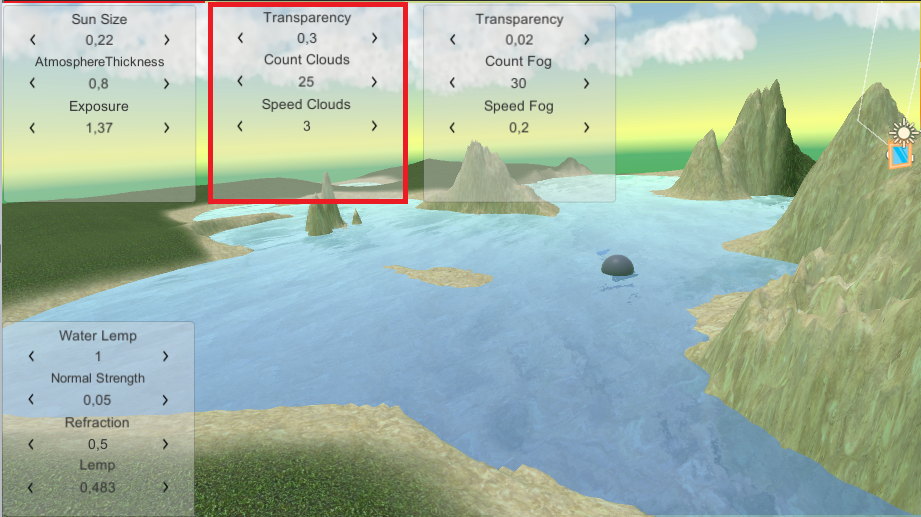 Sun Size
0,22
AtmosphereThickness
0,8
Exposure
1,37
Transparency
0,3
Count Clouds
25
Speed Clouds
3
Transparency
0,02
Count Fog
30
Speed Fog
0,2
Water Lemp
1
Normal Strength
0,05
Refraction
0,5
Lemp
0,483